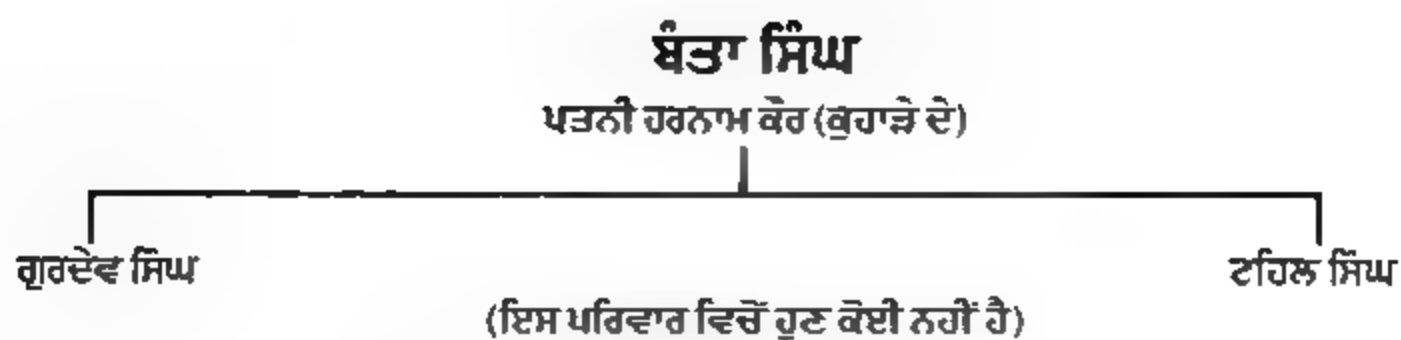 ਬੰਤਾ ਸਿੰਘ
ਪਤਨੀ ਹਰਨਾਮ ਕੌਰ (ਕੁਹਾੜੇ ਦੇ)
ਗੁਰਦੇਵ ਸਿੰਘ ਟਹਿਲ ਸਿੰਘ
(ਇਸ ਪਰਿਵਾਰ ਵਿਚੋਂ ਹੁਣ ਕੋਈ ਨਹੀਂ ਹੈ)